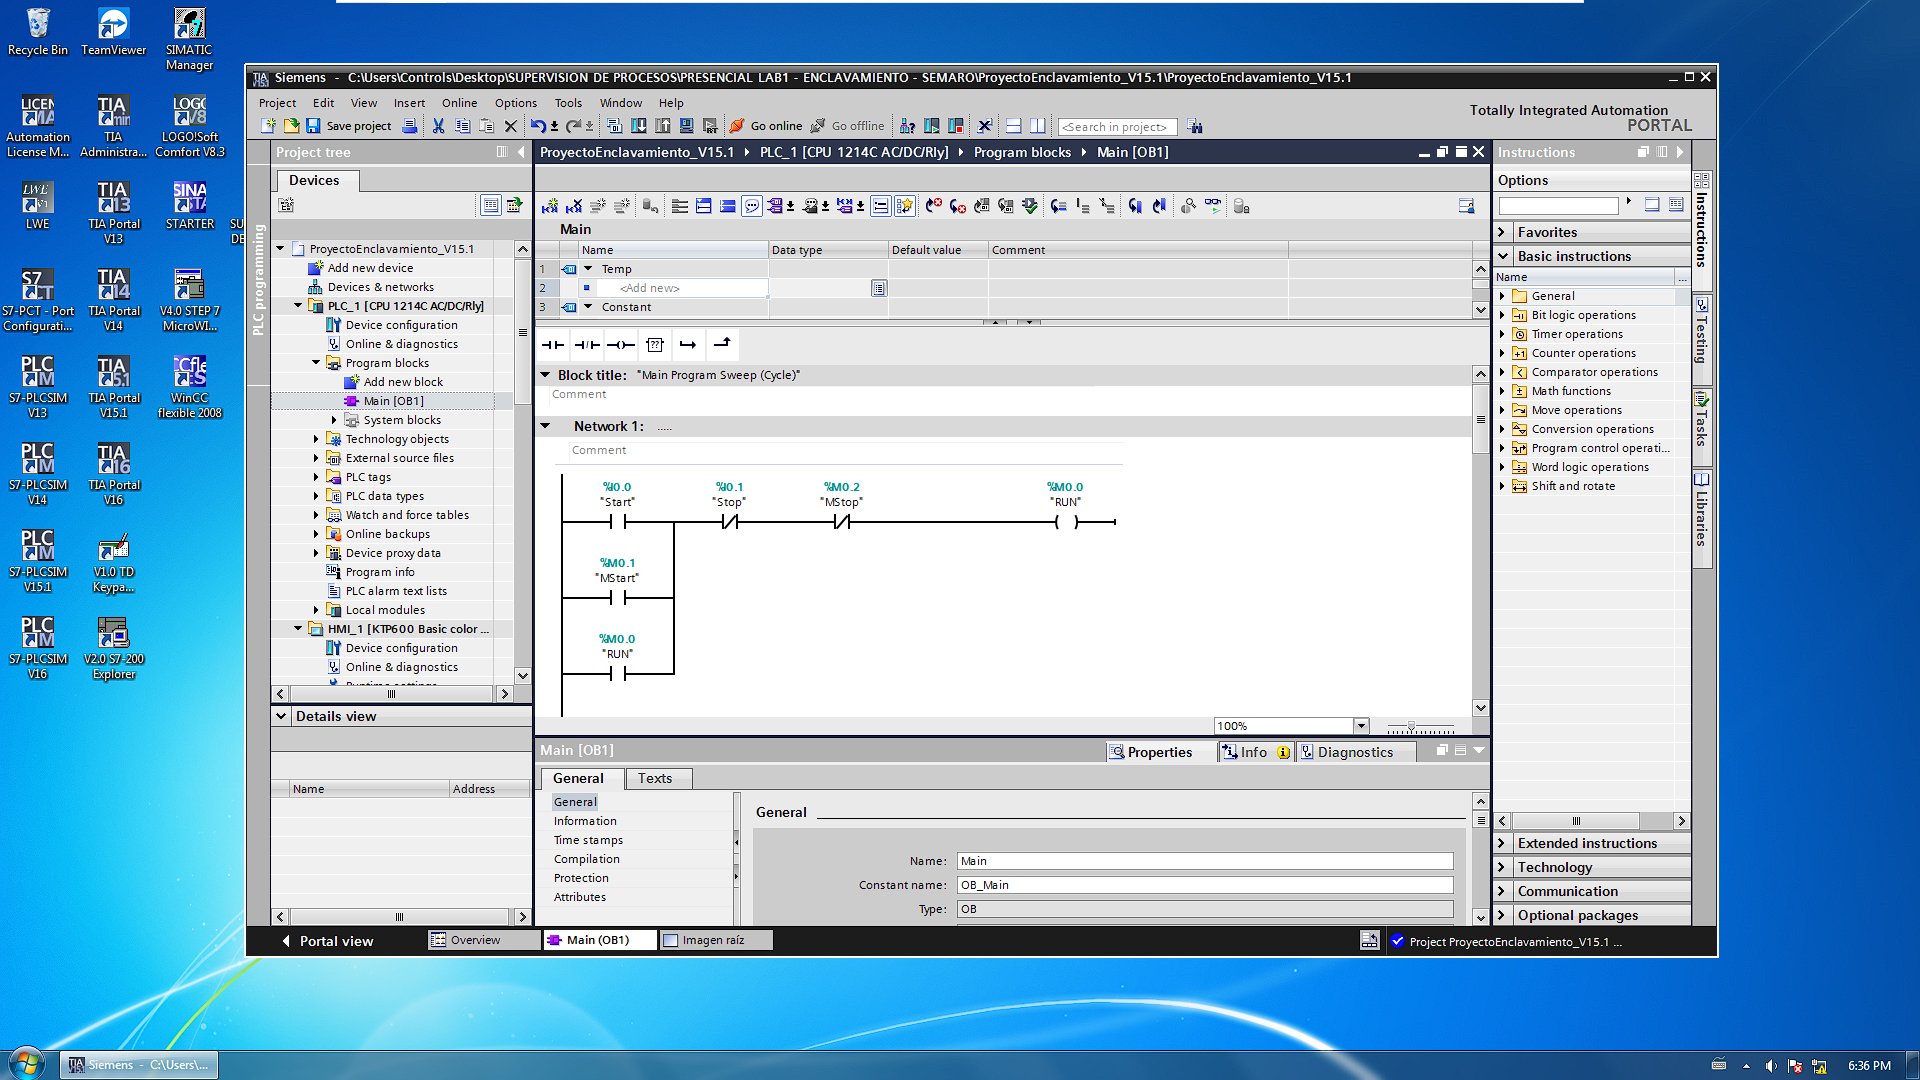 Recycle Bin
TeamViewer
SIMATIC
Manager
Automation
License M...
TIA
Administra...
LOGO!Soft
Comfort V8.3
LWE
TIA Portal
V13
STARTER
SU
DE
S7-PCT - Port
Configurati...
TIA Portal
V14
V4.0 STEP 7
MicroWI...
S7-PLCSIM
V13
TIA Portal
V15.1
WinCC
flexible 2008
S7-PLCSIM
V14
TIA Portal
V16
S7-PLCSIM
V15.1
V1.0 TD
Keypa...
S7-PLCSIM
V16
V2.0 S7-200
Explorer
Siemens - C:\Users\Controls\Desktop\SUPERVISION DE PROCESOS\PRESENCIAL LAB1 - ENCLAVAMIENTO - SEMARO\ProyectoEnclavamiento_V15.1\ProyectoEnclavamiento_V15.1
Project Edit View Insert Online Options Tools Window Help
Totally Integrated Automation
PORTAL
Save project
Go online
Go offline
<Search in project>
Project tree
Devices
PLC programming
ProyectoEnclavamiento_V15.1
Add new device
Devices & networks
PLC_1 [CPU 1214C AC/DC/Rly]
Device configuration
Online & diagnostics
Program blocks
Add new block
Main [OB1]
System blocks
Technology objects
External source files
PLC tags
PLC data types
Watch and force tables
Online backups
Device proxy data
Program info
PLC alarm text lists
Local modules
HMI_1 [KTP600 Basic color ...
Device configuration
Online & diagnostics
Details view
Name Address
ProyectoEnclavamiento_V15.1 PLC_1 [CPU 1214C AC/DC/Rly] Program blocks Main [OB1]
Main
Name Data type Default value Comment
1 Temp
2 <Add new>
3 Constant
Block title: "Main Program Sweep (Cycle)"
Comment
Network 1: .....
Comment
%I0.0 %I0.1 %M0.2 %M0.0
"Start" "Stop" "MStop" "RUN"
%M0.1
"MStart"
%M0.0
"RUN"
100%
Main [OB1]
Properties
Info
Diagnostics
General
Texts
General
Information
Time stamps
Compilation
Protection
Attributes
General
Name: Main
Constant name: OB_Main
Type: OB
Instructions
Options
Favorites
Basic instructions
Name ...
General
Bit logic operations
Timer operations
Counter operations
Comparator operations
Math functions
Move operations
Conversion operations
Program control operati...
Word logic operations
Shift and rotate
Extended instructions
Technology
Communication
Optional packages
Instructions
Testing
Tasks
Libraries
Portal view
Overview
Main (OB1)
Imagen raíz
Project ProyectoEnclavamiento_V15.1 ...
Siemens - C:\Users\...
6:36 PM